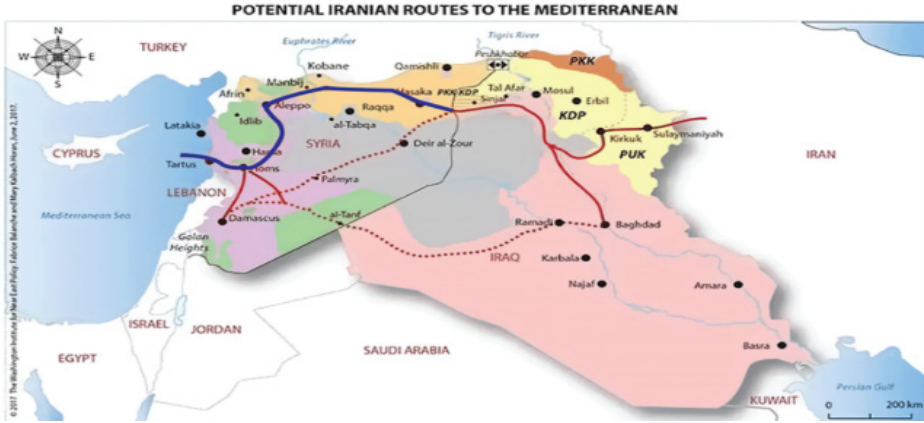 POTENTIAL IRANIAN ROUTES TO THE MEDITERRANEAN
N
W E
S
TURKEY
Euphrates River
Tigris River
Peshkhabur
Kobane
Qamishli
PKK
Manbij
Afrin
Hasaka
PKK/KDP
Tal Afar
Mosul
Erbil
Aleppo
Sinjar
KDP
Idlib
Raqqa
al-Tabqa
Latakia
Kirkuk
Sulaymaniyah
CYPRUS
Hama
SYRIA
Deir al-Zour
PUK
IRAN
Tartus
Homs
LEBANON
Palmyra
Mediterranean Sea
Damascus
al-Tanf
Ramadi
Baghdad
Golan
Heights
IRAQ
Karbala
Najaf
Amara
ISRAEL
JORDAN
EGYPT
SAUDI ARABIA
Basra
Persian Gulf
KUWAIT
0 200 km
© 2017 The Washington Institute for Near East Policy. Fabrice Balanche and Mary Kalbach Horan, June 2, 2017.